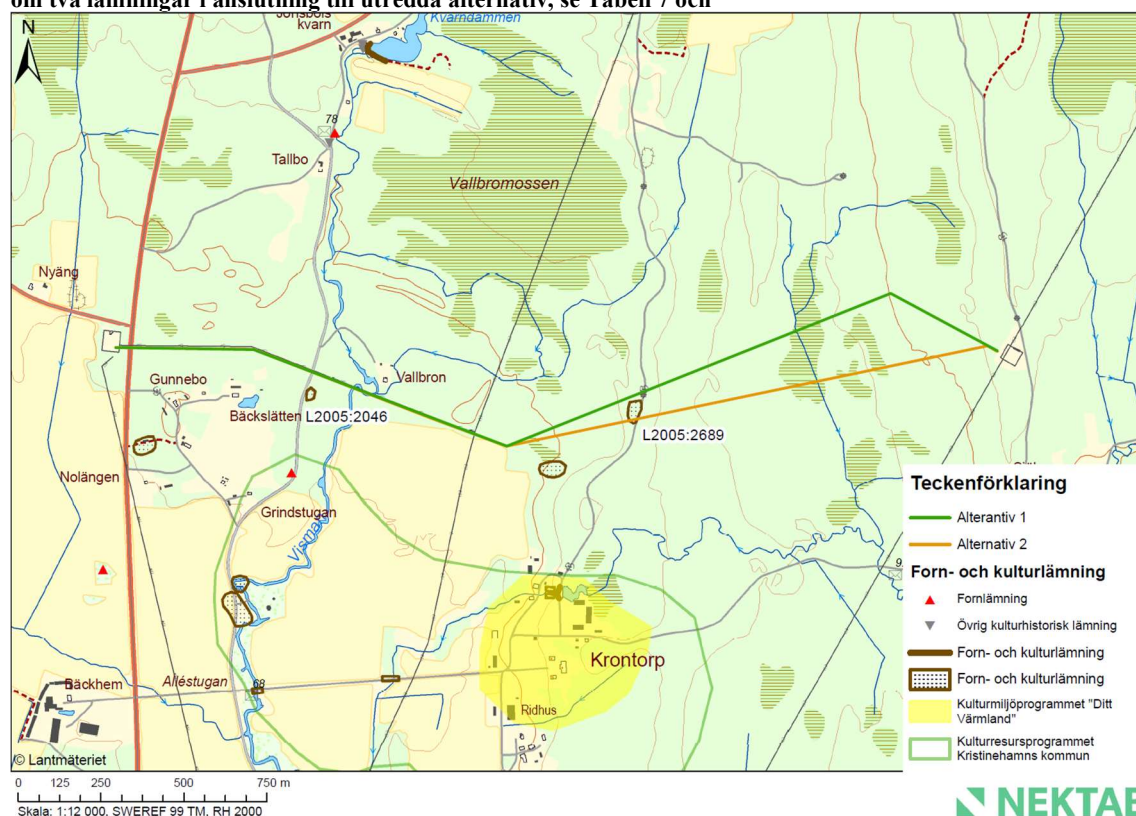 om två lämningar i anslutning till utredda alternativ, se Tabell 7 och
Jonsbols
kvarn
Kvarndammen
N
78
Tallbo
Vallbromossen
Nyäng
Gunnebo
Vallbron
Bäckslätten
L2005:2046
L2005:2689
Nolängen
Grindstugan
Visman
Krontorp
Alléstugan
68
Bäckhem
Ridhus
© Lantmäteriet
Teckenförklaring
Alterantiv 1
Alternativ 2
Forn- och kulturlämning
Fornlämning
Övrig kulturhistorisk lämning
Forn- och kulturlämning
Forn- och kulturlämning
Kulturmiljöprogrammet "Ditt
Värmland"
Kulturresursprogrammet
Kristinehamns kommun
0 125 250 500 750 m
Skala: 1:12 000, SWEREF 99 TM, RH 2000
NEKTAB